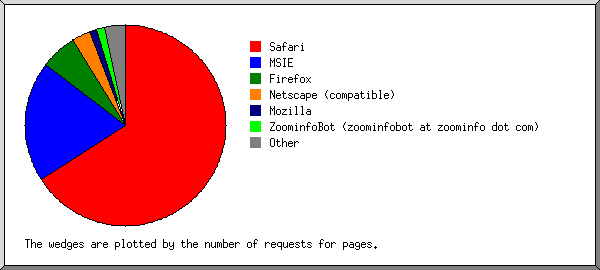 Safari
MSIE
Firefox
Netscape (compatible)
Mozilla
ZoominfoBot (zoominfobot at zoominfo dot com)
Other
The wedges are plotted by the number of requests for pages.